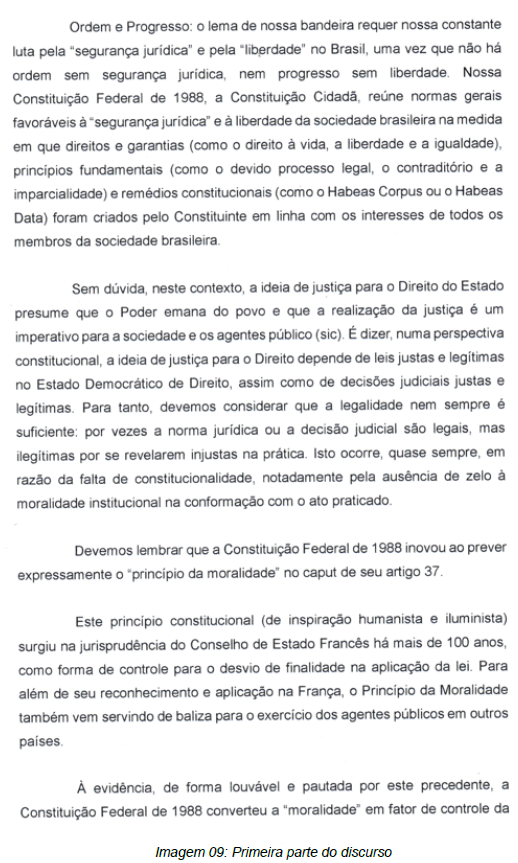 Ordem e Progresso: o lema de nossa bandeira requer nossa constante
luta pela “segurança jurídica” e pela “liberdade” no Brasil, uma vez que não há
ordem sem segurança jurídica, nem progresso sem liberdade. Nossa
Constituição Federal de 1988, a Constituição Cidadã, reúne normas gerais
favoráveis à “segurança jurídica” e à liberdade da sociedade brasileira na medida
em que direitos e garantias (como o direito à vida, a liberdade e a igualdade),
princípios fundamentais (como o devido processo legal, o contraditório e a
imparcialidade) e remédios constitucionais (como o Habeas Corpus ou o Habeas
Data) foram criados pelo Constituinte em linha com os interesses de todos os
membros da sociedade brasileira.
Sem dúvida, neste contexto, a ideia de justiça para o Direito do Estado
presume que o Poder emana do povo e que a realização da justiça é um
imperativo para a sociedade e os agentes público (sic). É dizer, numa perspectiva
constitucional, a ideia de justiça para o Direito depende de leis justas e legítimas
no Estado Democrático de Direito, assim como de decisões judiciais justas e
legítimas. Para tanto, devemos considerar que a legalidade nem sempre é
suficiente: por vezes a norma jurídica ou a decisão judicial são legais, mas
ilegítimas por se revelarem injustas na prática. Isto ocorre, quase sempre, em
razão da falta de constitucionalidade, notadamente pela ausência de zelo à
moralidade institucional na conformação com o ato praticado.
Devemos lembrar que a Constituição Federal de 1988 inovou ao prever
expressamente o “princípio da moralidade” no caput de seu artigo 37.
Este princípio constitucional (de inspiração humanista e iluminista)
surgiu na jurisprudência do Conselho de Estado Francês há mais de 100 anos,
como forma de controle para o desvio de finalidade na aplicação da lei. Para
além de seu reconhecimento e aplicação na França, o Princípio da Moralidade
também vem servindo de baliza para o exercício dos agentes públicos em outros
países.
À evidência, de forma louvável e pautada por este precedente, a
Constituição Federal de 1988 converteu a “moralidade” em fator de controle da
Imagem 09: Primeira parte do discurso